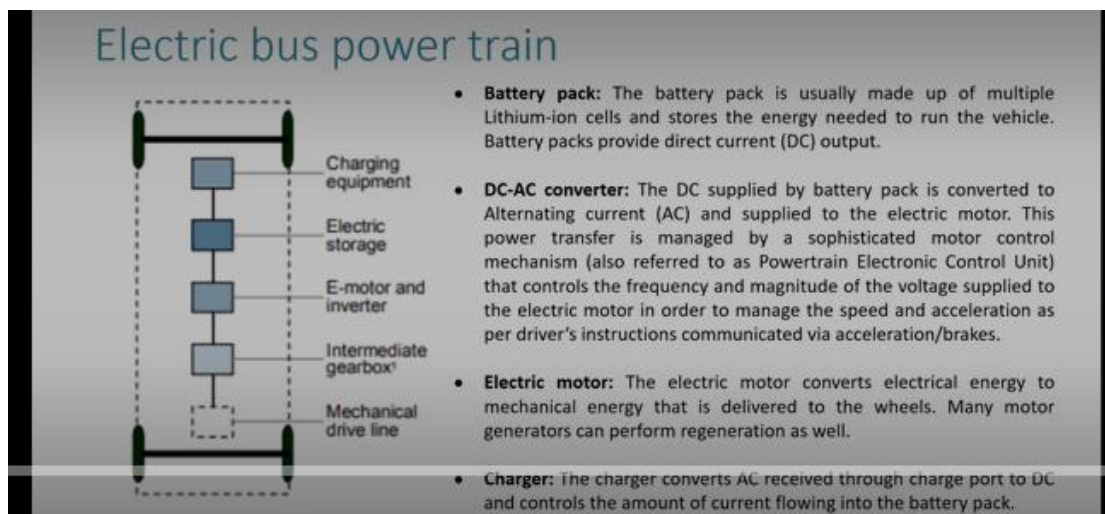 Electric bus power train
Charging
equipment
Electric
storage
E-motor and
inverter
Intermediate
gearbox¹
Mechanical
drive line
• Battery pack: The battery pack is usually made up of multiple
Lithium-ion cells and stores the energy needed to run the vehicle.
Battery packs provide direct current (DC) output.
• DC-AC converter: The DC supplied by battery pack is converted to
Alternating current (AC) and supplied to the electric motor. This
power transfer is managed by a sophisticated motor control
mechanism (also referred to as Powertrain Electronic Control Unit)
that controls the frequency and magnitude of the voltage supplied to
the electric motor in order to manage the speed and acceleration as
per driver's instructions communicated via acceleration/brakes.
• Electric motor: The electric motor converts electrical energy to
mechanical energy that is delivered to the wheels. Many motor
generators can perform regeneration as well.
• Charger: The charger converts AC received through charge port to DC
and controls the amount of current flowing into the battery pack.